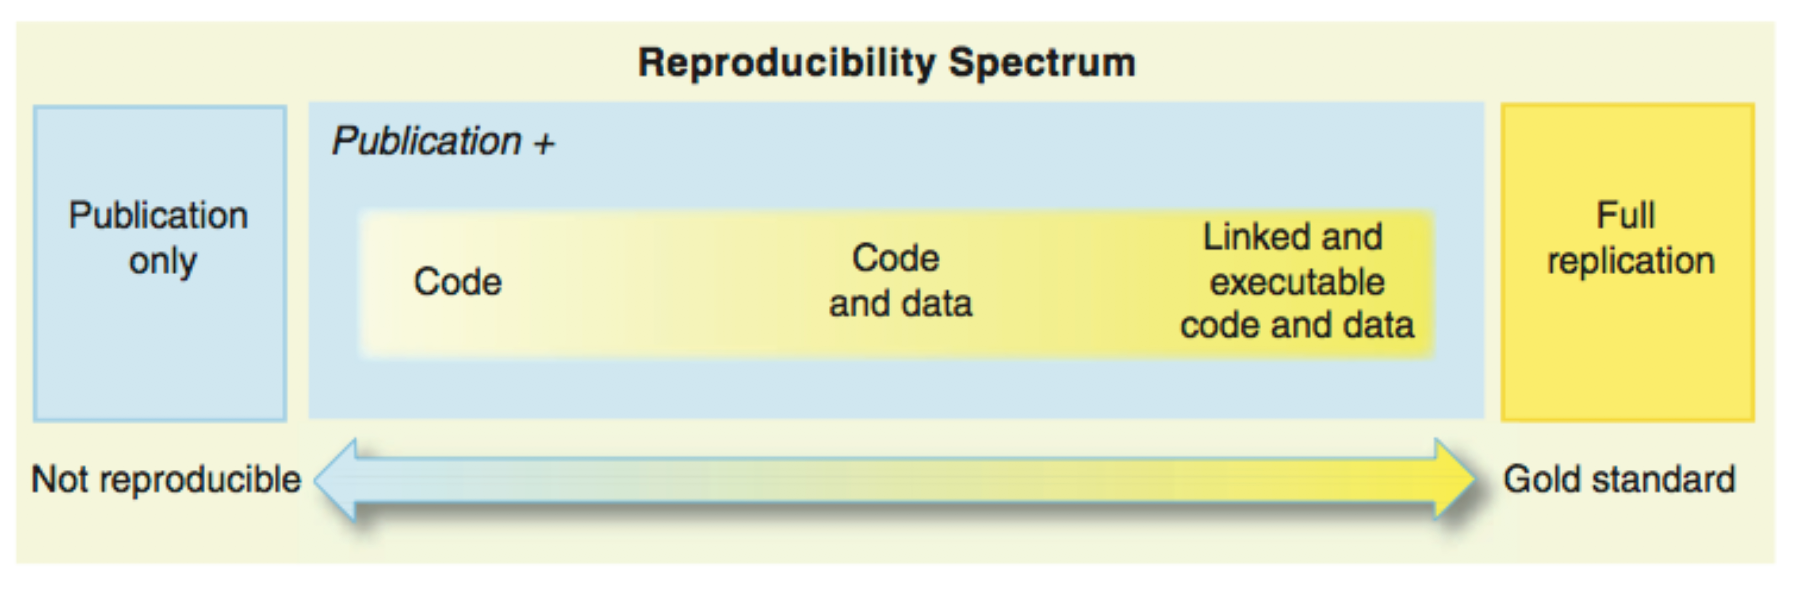 Reproducibility Spectrum
Publication
only
Publication +
Code
Code
and data
Linked and
executable
code and data
Full
replication
Not reproducible
Gold standard